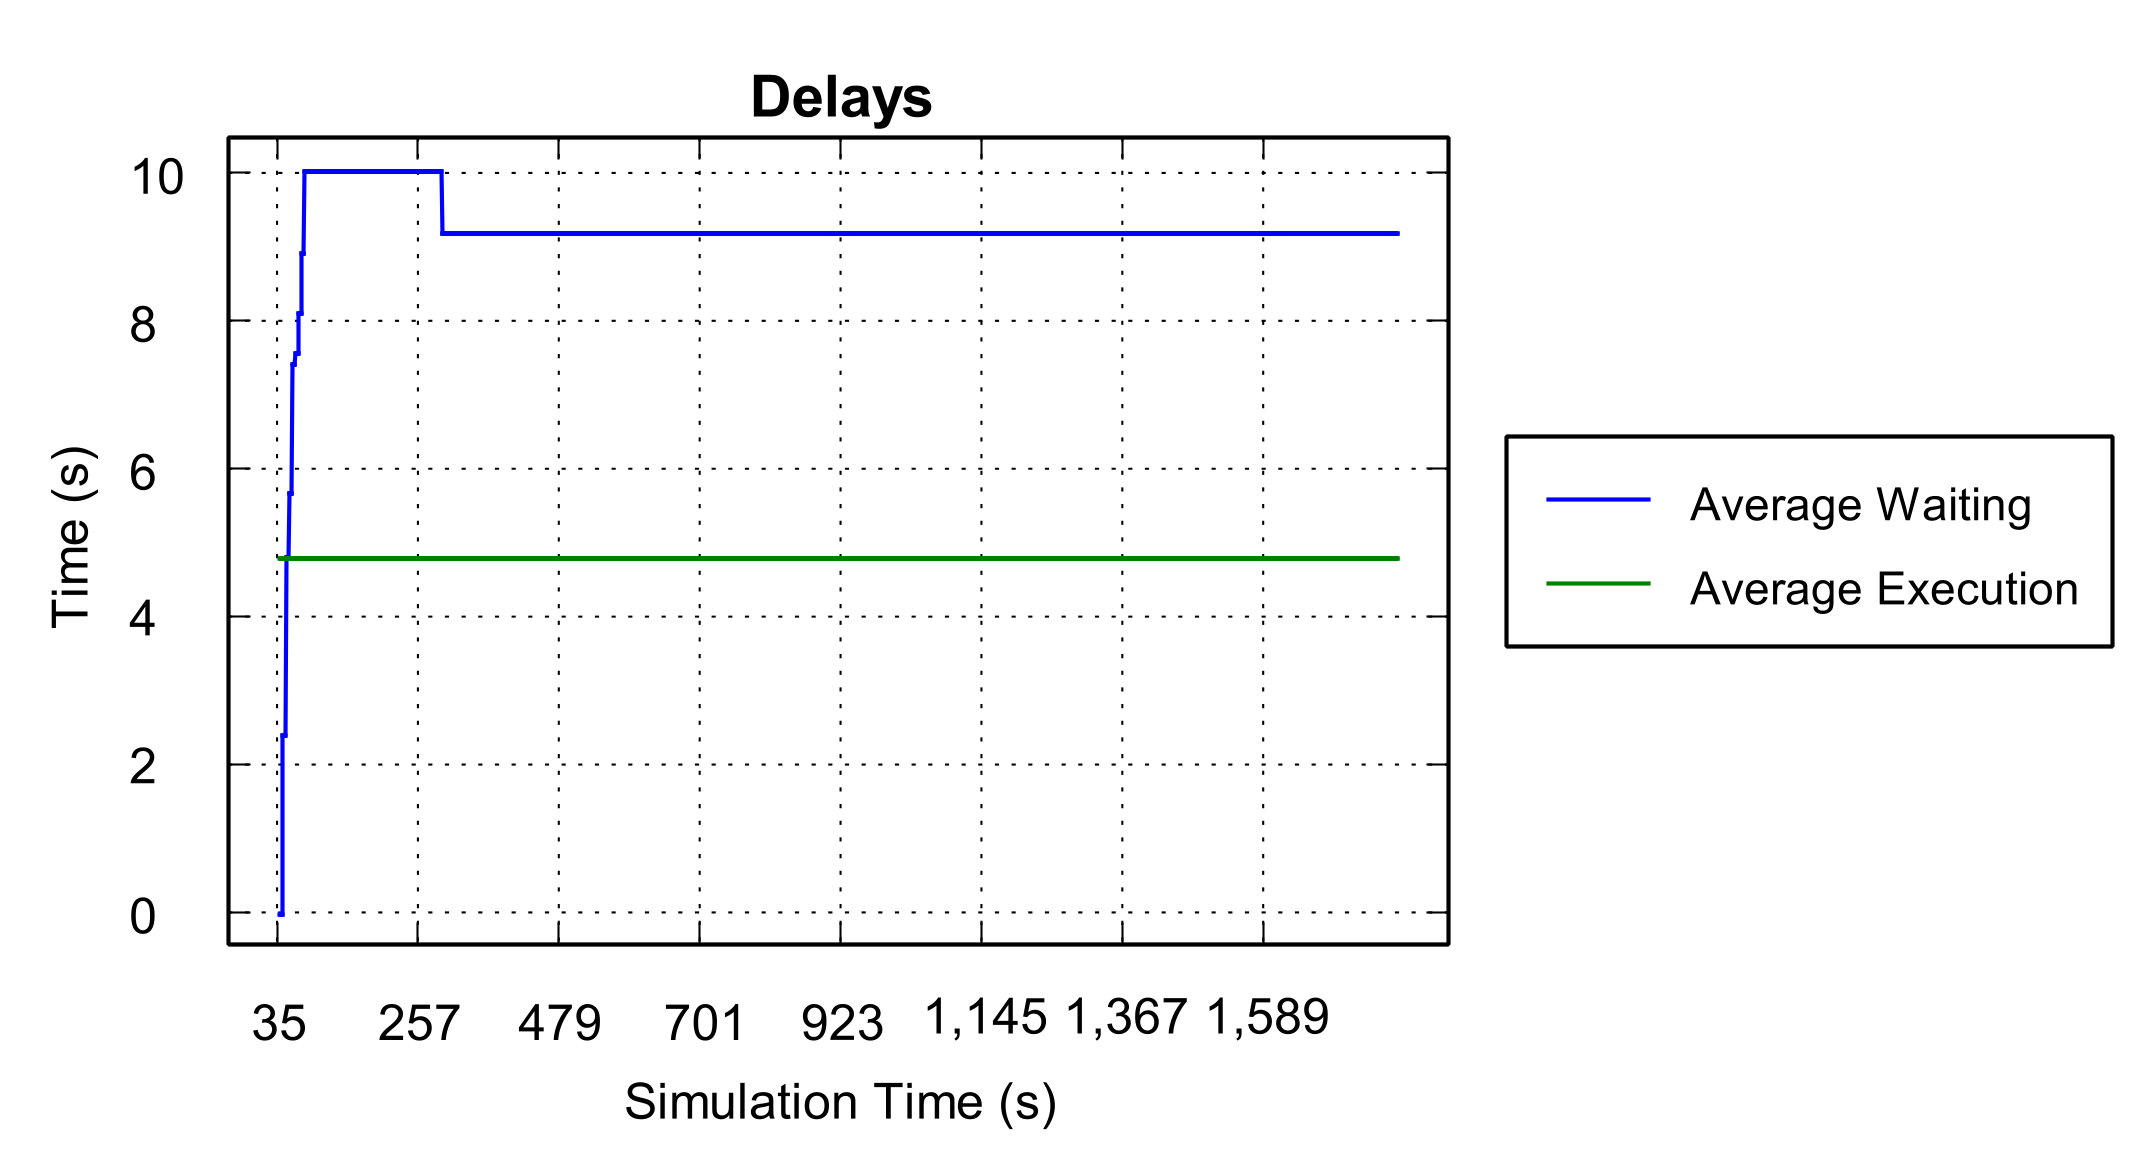 Delays
10
8
6
4
2
0
Time (s)
35 257 479 701 923 1,145 1,367 1,589
Simulation Time (s)
Average Waiting
Average Execution